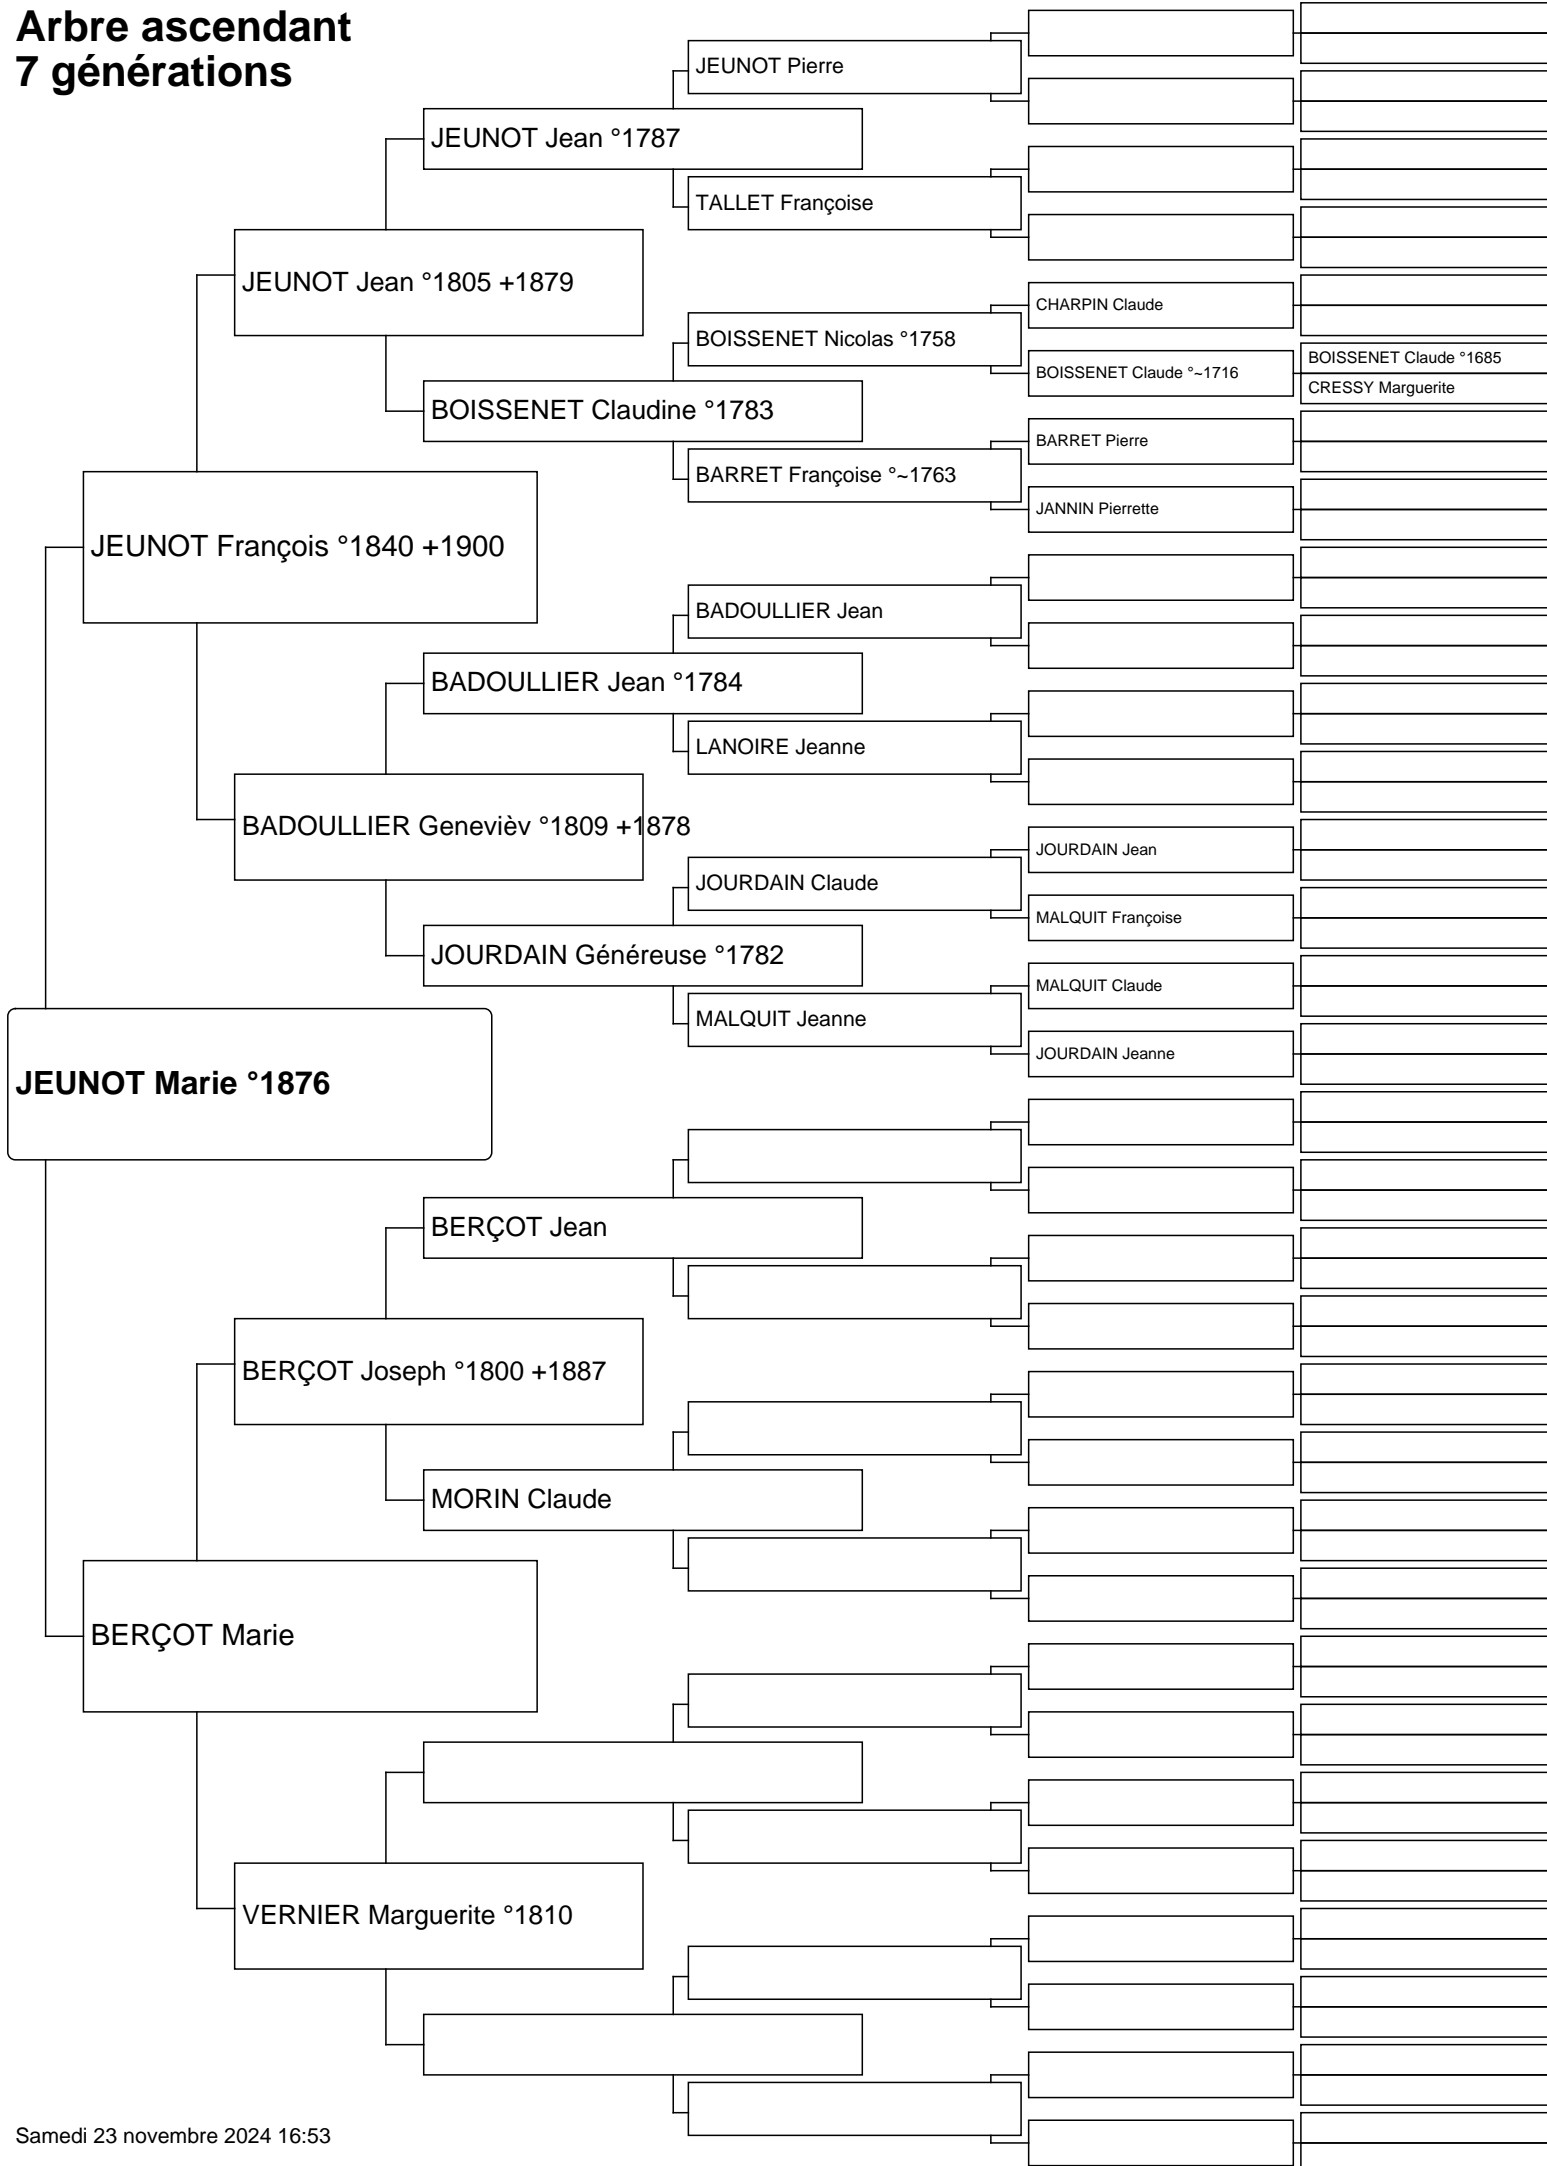 Arbre ascendant
7 générations
JEUNOT Pierre
JEUNOT Jean °1787
TALLET Françoise
JEUNOT Jean °1805 +1879
CHARPIN Claude
BOISSENET Nicolas °1758
BOISSENET Claude °1685
BOISSENET Claude °~1716
CRESSY Marguerite
BOISSENET Claudine °1783
BARRET Pierre
BARRET Françoise °~1763
JANNIN Pierrette
JEUNOT François °1840 +1900
BADOULLIER Jean
BADOULLIER Jean °1784
LANOIRE Jeanne
BADOULLIER Genevièv °1809 +1878
JOURDAIN Jean
JOURDAIN Claude
MALQUIT Françoise
JOURDAIN Généreuse °1782
MALQUIT Claude
MALQUIT Jeanne
JOURDAIN Jeanne
JEUNOT Marie °1876
BERÇOT Jean
BERÇOT Joseph °1800 +1887
MORIN Claude
BERÇOT Marie
VERNIER Marguerite °1810
Samedi 23 novembre 2024 16:53